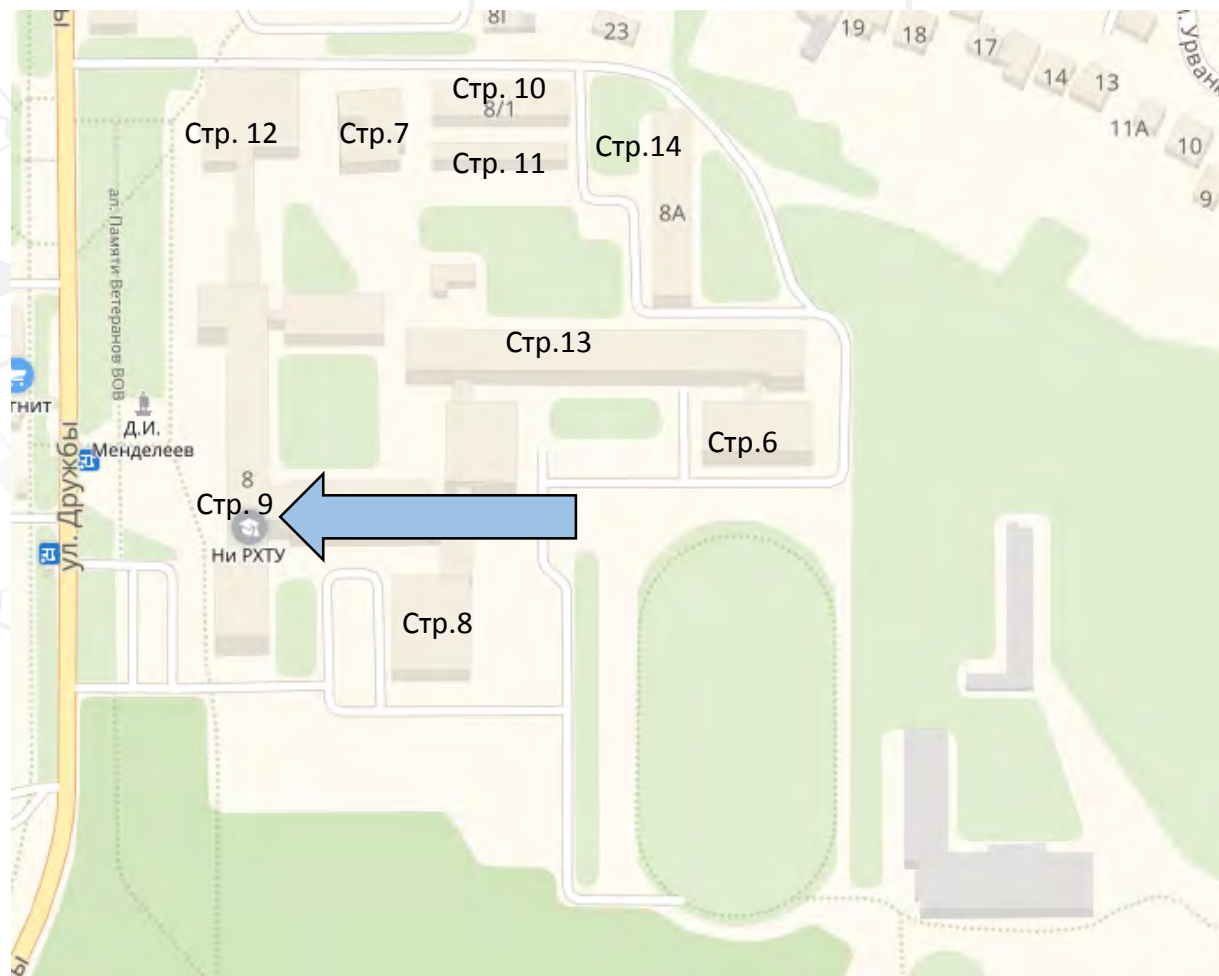 8Г
23
19
18
17
14
13
11А
10
9
Стр. 10
8/1
Стр. 12
Стр.7
Стр. 11
Стр.14
8А
ал. Памяти Ветеранов ВОВ
Стр.13
гнит
Д.И.
Менделеев
ул. Дружбы
Стр.6
8
Стр. 9
Ни РХТУ
Стр.8